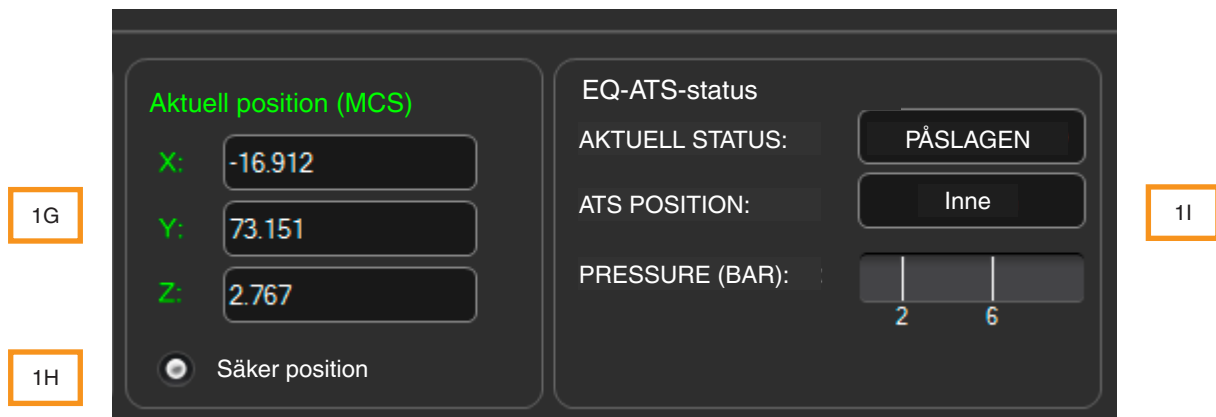 Aktuell position (MCS)
X: -16.912
1G
Y: 73.151
Z: 2.767
1H
Säker position
EQ-ATS-status
AKTUELL STATUS: PÅSLAGEN
ATS POSITION: Inne
1I
PRESSURE (BAR):
2 6